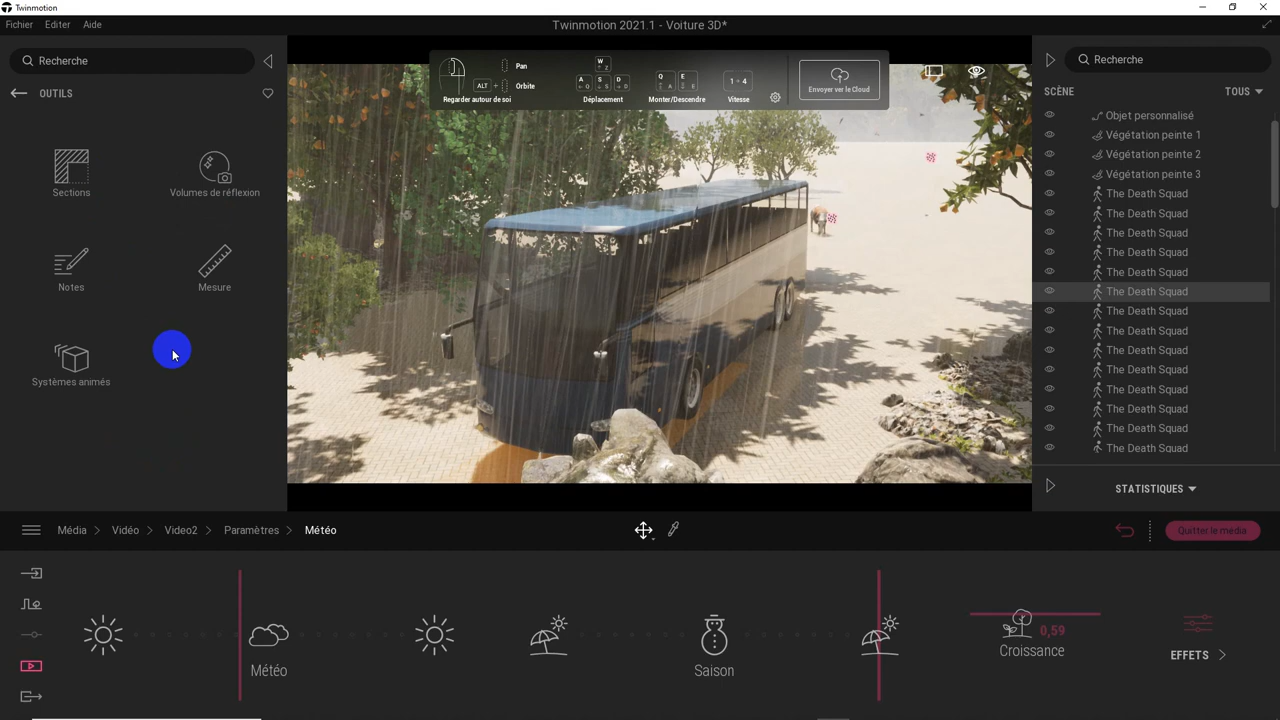 Twinmotion
Fichier Editer Aide
Twinmotion 2021.1 - Voiture 3D*
Recherche
OUTILS
Sections
Volumes de réflexion
Notes
Mesure
Systèmes animés
Pan
ALT +
Orbite
Regarder autour de soi
W
A S D
Déplacement
Q E
Monter/Descendre
1 - 4
Vitesse
Envoyer ver le Cloud
Recherche
SCÈNE TOUS
Objet personnalisé
Végétation peinte 1
Végétation peinte 2
Végétation peinte 3
The Death Squad
The Death Squad
The Death Squad
The Death Squad
The Death Squad
The Death Squad
The Death Squad
The Death Squad
The Death Squad
The Death Squad
The Death Squad
The Death Squad
The Death Squad
The Death Squad
STATISTIQUES
Média Vidéo Video2 Paramètres Météo
Quitter le média
Météo
Saison
0,59
Croissance
EFFETS